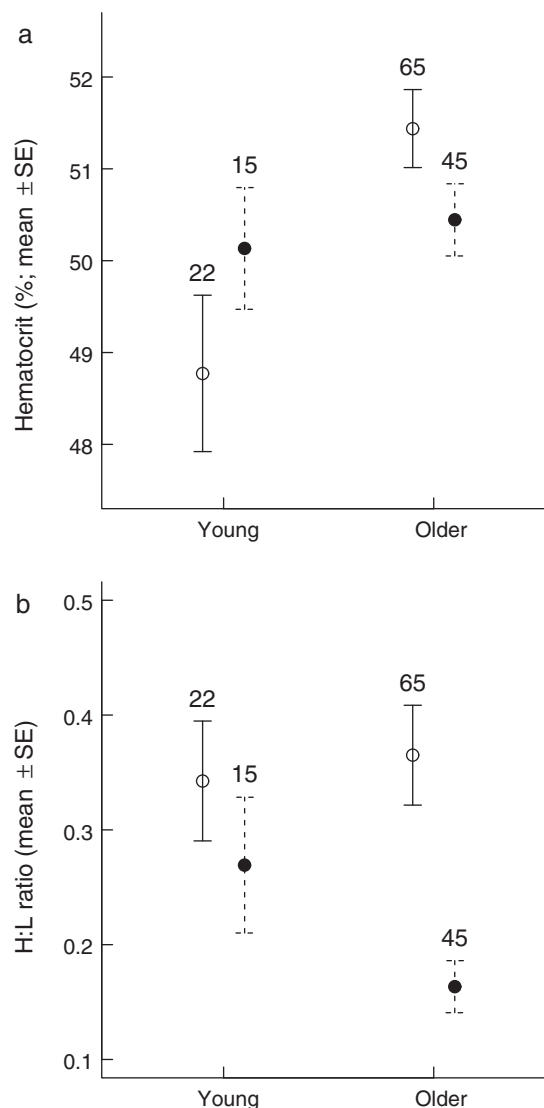 a
Hematocrit (%; mean ±SE)
52
51
50
49
48
22
15
65
45
Young
Older
b
H:L ratio (mean ±SE)
0.5
0.4
0.3
0.2
0.1
22
15
65
45
Young
Older